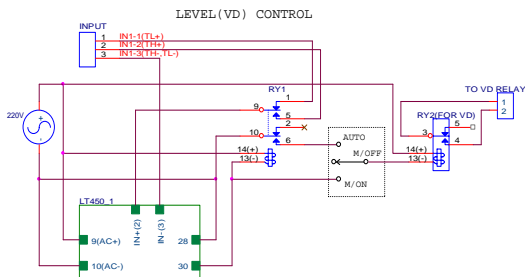 LEVEL(VD) CONTROL
INPUT
1 IN1-1(TL+)
2 IN1-2(TH+)
3 IN1-3(TH-,TL-)
220V
RY1
1
9
5
2
10
6
14(+)
13(-)
AUTO
M/OFF
M/ON
TO VD RELAY
1
2
RY2(FOR VD)
5
3
4
14(+)
13(-)
LT450_1
IN+(2)
IN-(3)
9(AC+)
28
10(AC-)
30